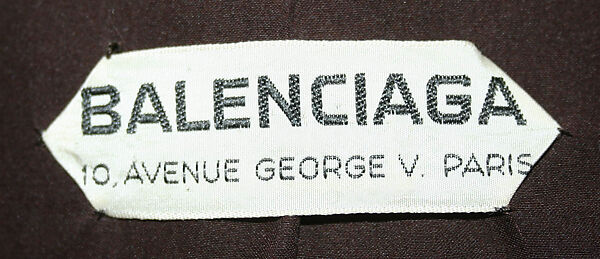 BALENCIAGA
10, AVENUE GEORGE V. PARIS